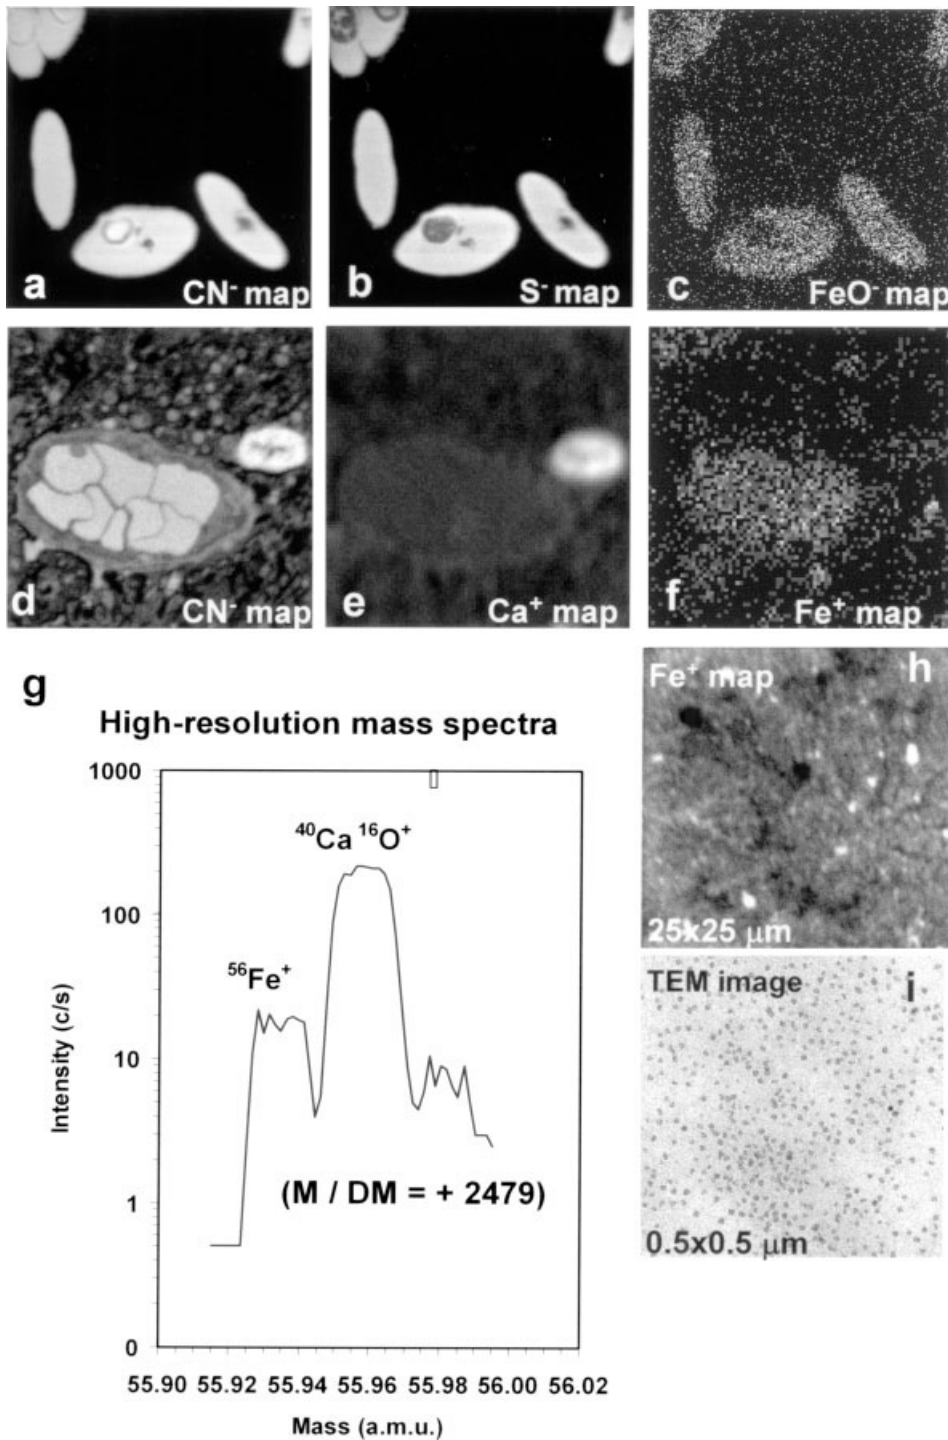 a
CN- map
b
S- map
c
FeO- map
d
CN- map
e
Ca+ map
f
Fe+ map
g
High-resolution mass spectra
1000
100
10
1
0
Intensity (c/s)
56Fe+
40Ca 16O+
(M / DM = + 2479)
55.90 55.92 55.94 55.96 55.98 56.00 56.02
Mass (a.m.u.)
Fe+ map
h
25x25 µm
TEM image
i
0.5x0.5 µm